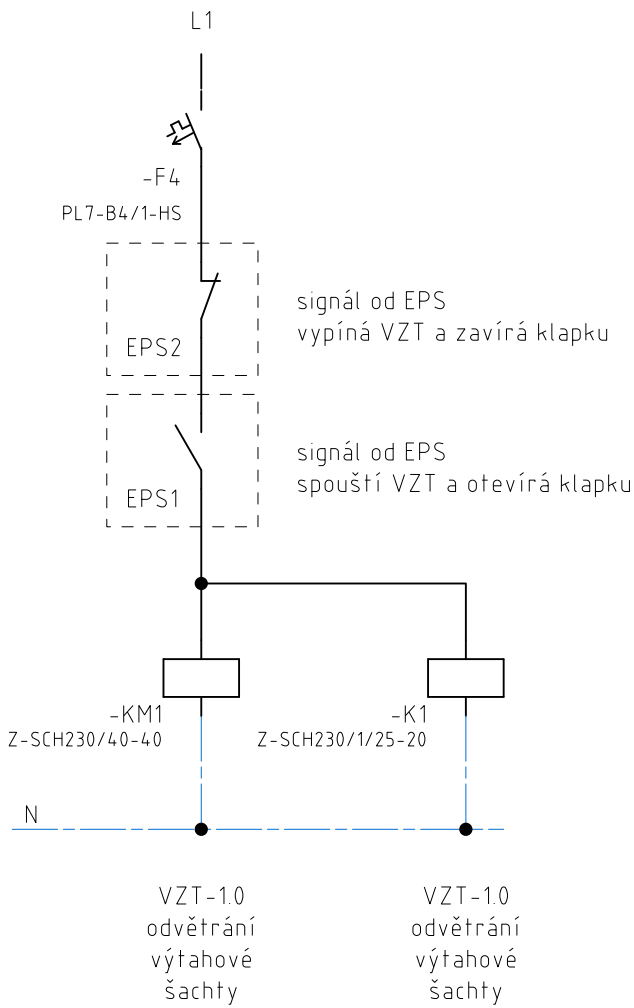 L1
-F4
PL7-B4/1-HS
signál od EPS
vypíná VZT a zavírá klapku
EPS2
signál od EPS
spouští VZT a otevírá klapku
EPS1
-KM1
Z-SCH230/40-40
-K1
Z-SCH230/1/25-20
N
VZT-1.0
odvětrání
výtahové
šachty
VZT-1.0
odvětrání
výtahové
šachty